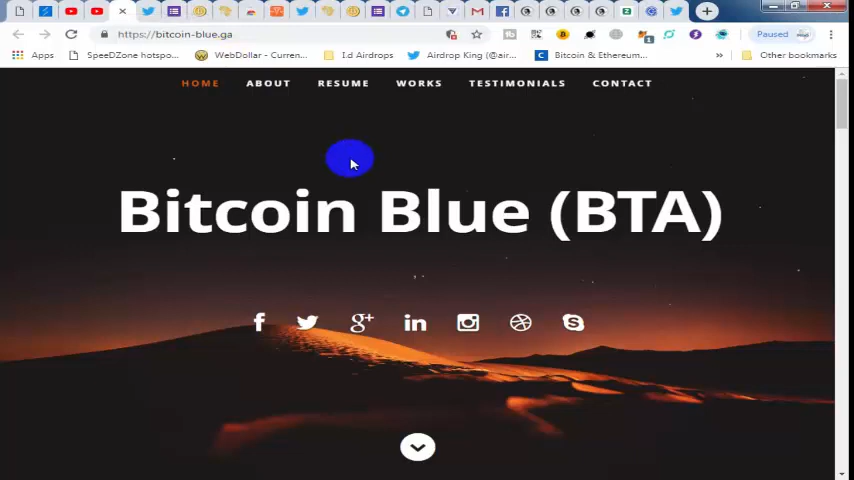 https://bitcoin-blue.ga
Paused
Apps
SpeeDZone hotspo...
WebDollar - Curren...
I.d Airdrops
Airdrop King (@air...
Bitcoin & Ethereum...
»
Other bookmarks
HOME
ABOUT
RESUME
WORKS
TESTIMONIALS
CONTACT
Bitcoin Blue (BTA)